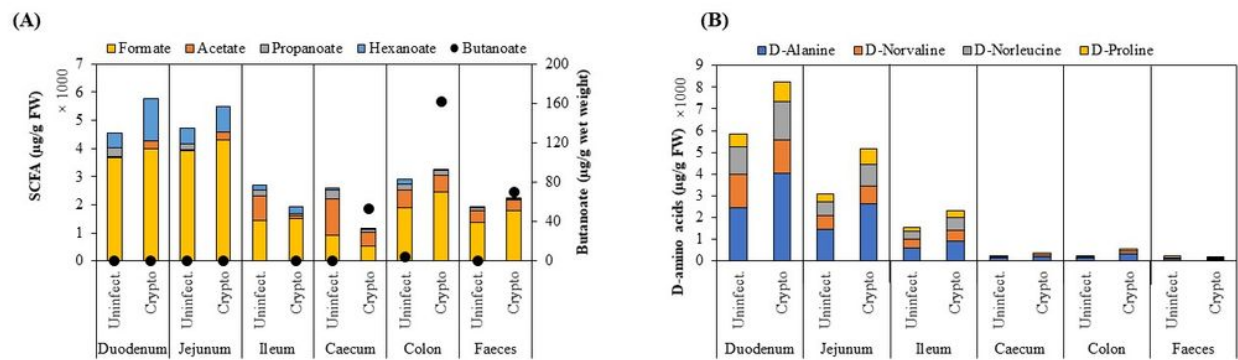 (A)
Formate Acetate Propanoate Hexanoate Butanoate
SCFA (µg/g FW)
× 1000
7
6
5
4
3
2
1
0
200
160
120
80
40
0
Butanoate (µg/g wet weight)
Uninfect. Crypto Uninfect. Crypto Uninfect. Crypto Uninfect. Crypto Uninfect. Crypto Uninfect. Crypto
Duodenum Jejunum Ileum Caecum Colon Faeces
(B)
D-Alanine D-Norvaline D-Norleucine D-Proline
D-amino acids (µg/g FW)
×1000
9
8
7
6
5
4
3
2
1
0
Uninfect. Crypto Uninfect. Crypto Uninfect. Crypto Uninfect. Crypto Uninfect. Crypto Uninfect. Crypto
Duodenum Jejunum Ileum Caecum Colon Faeces